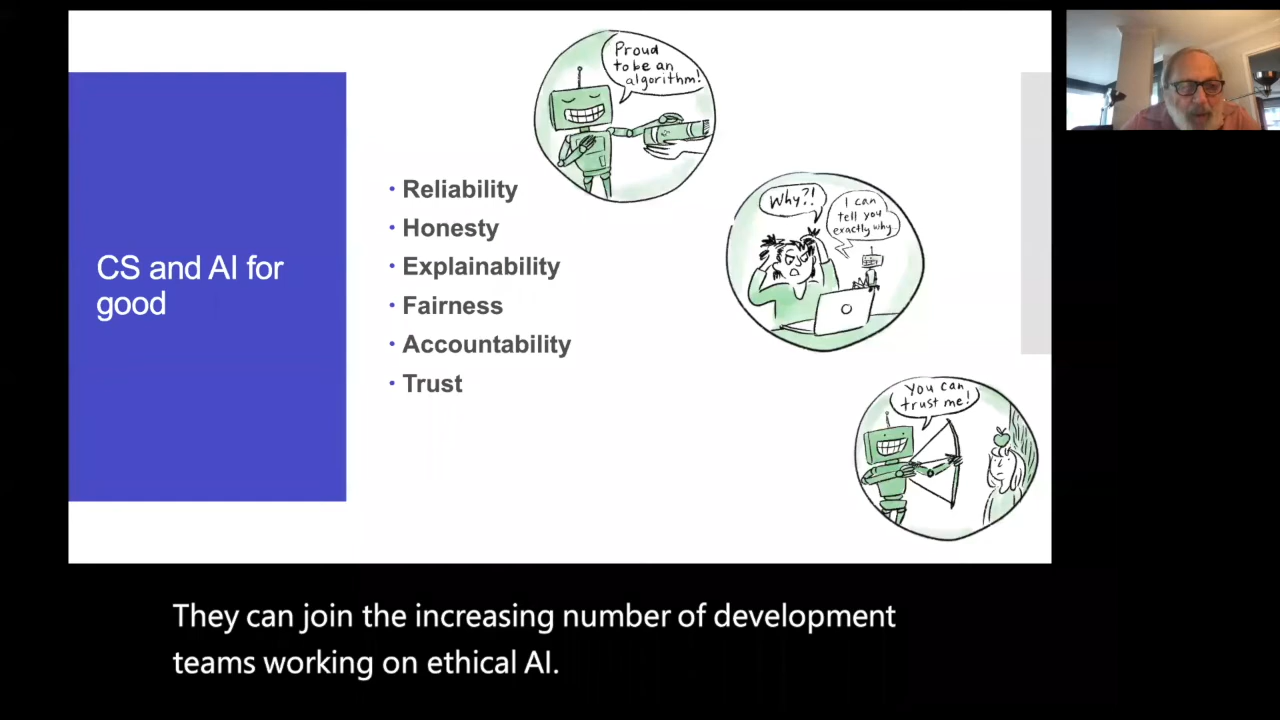 CS and AI for
good
• Reliability
• Honesty
• Explainability
• Fairness
• Accountability
• Trust
Proud
to be an
algorithm!
Why?!
I can
tell you
exactly why
You can
trust me!
They can join the increasing number of development
teams working on ethical AI.